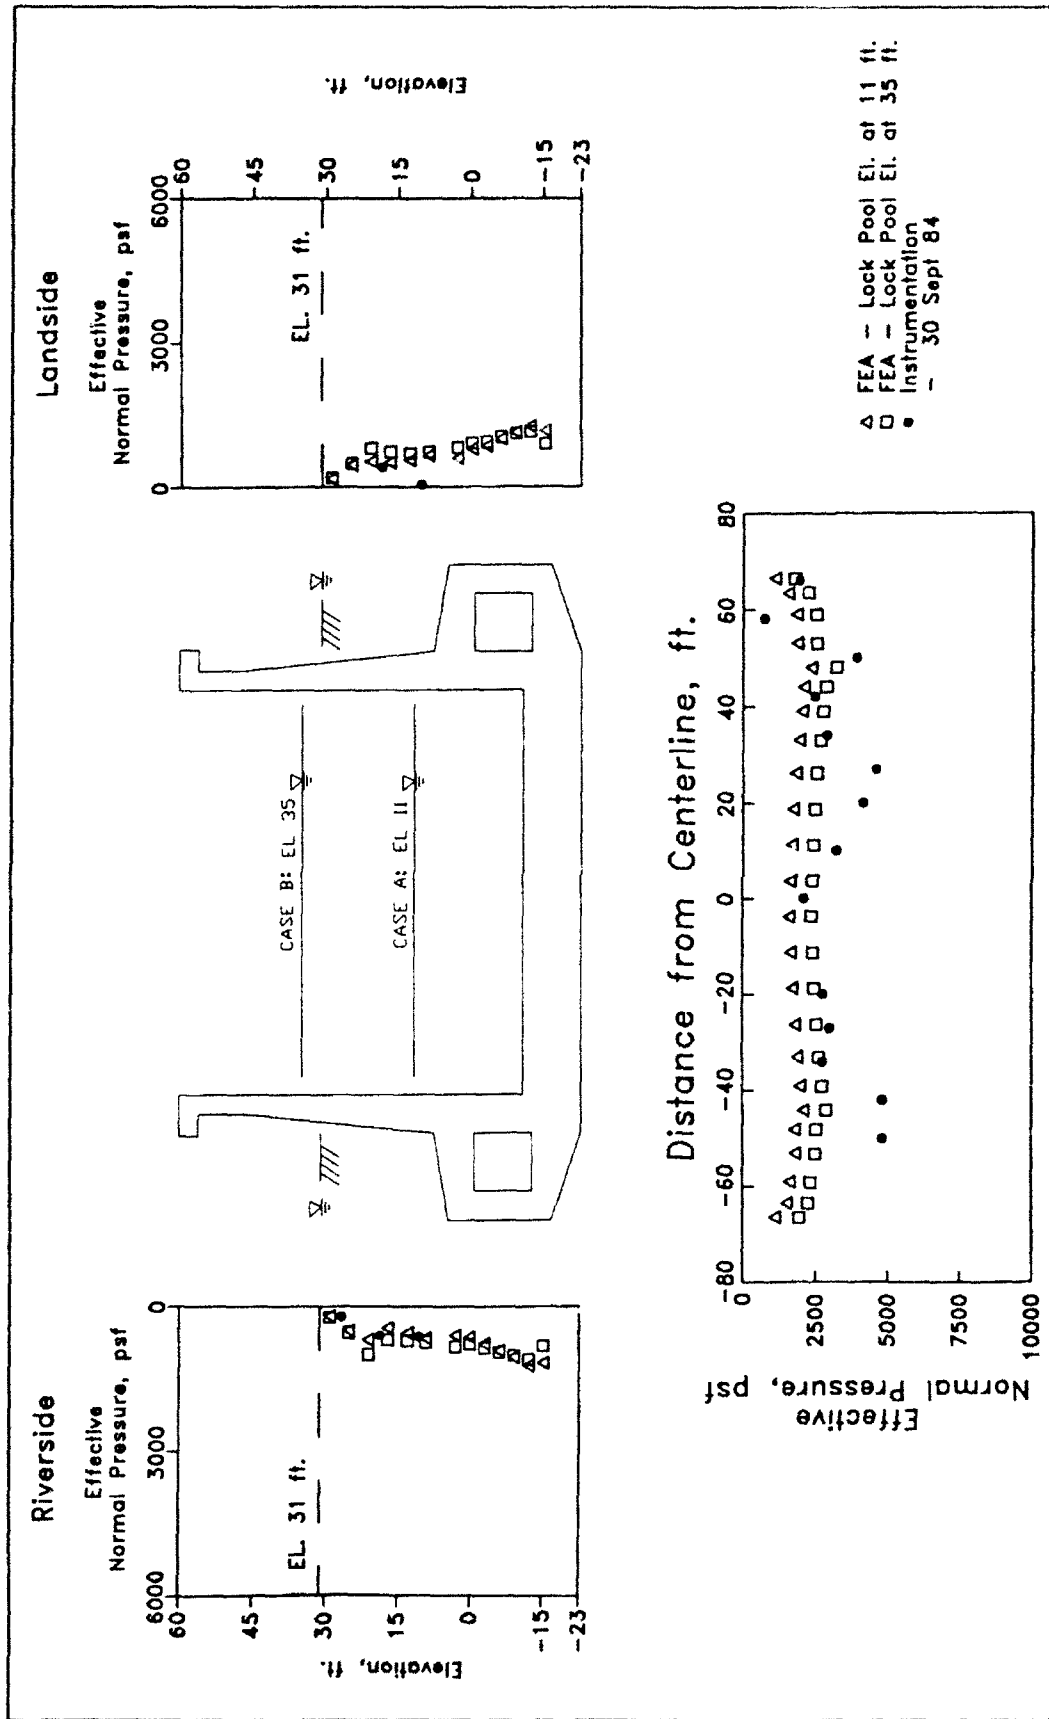 Riverside
Effective
Normal Pressure, psf
6000
3000
0
60
45
30
15
0
-15
-23
Elevation, ft.
EL. 31 ft.
CASE B: EL 35
CASE A: EL 11
Landside
Effective
Normal Pressure, psf
0
3000
6000
60
45
30
15
0
-15
-23
Elevation, ft.
EL. 31 ft.
Distance from Centerline, ft.
-80
-60
-40
-20
0
20
40
60
80
0
2500
5000
7500
10000
Effective
Normal Pressure, psf
△ FEA - Lock Pool El. at 11 ft.
□ FEA - Lock Pool El. at 35 ft.
● Instrumentation
- 30 Sept 84